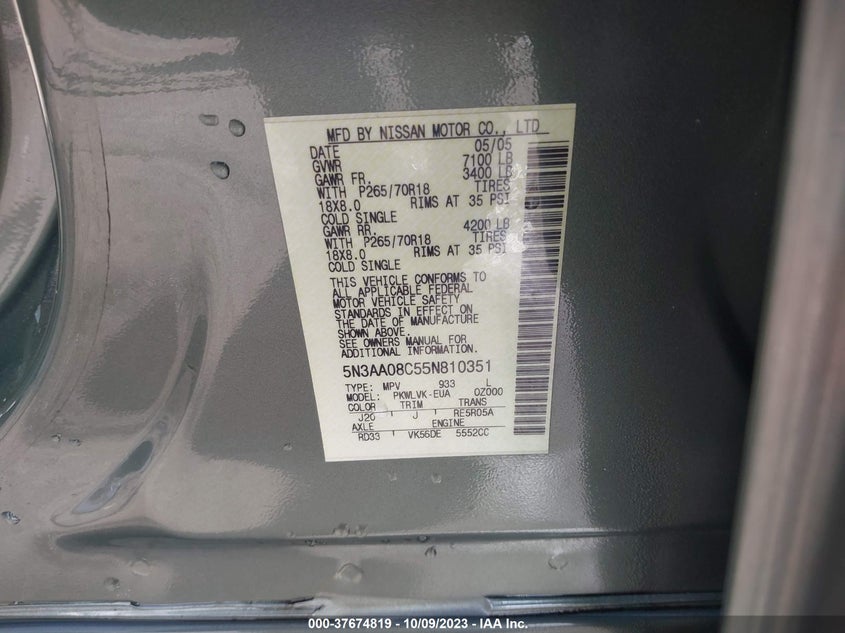 MFD BY NISSAN MOTOR CO., LTD
DATE 05/05
GVWR 7100 LB
GAWR FR. 3400 LB
WITH P265/70R18 TIRES
18X8.0 RIMS AT 35 PSI
COLD SINGLE
GAWR RR. 4200 LB
WITH P265/70R18 TIRES
18X8.0 RIMS AT 35 PSI
COLD SINGLE
THIS VEHICLE CONFORMS TO
ALL APPLICABLE FEDERAL
MOTOR VEHICLE SAFETY
STANDARDS IN EFFECT ON
THE DATE OF MANUFACTURE
SHOWN ABOVE.
SEE OWNERS MANUAL FOR
ADDITIONAL INFORMATION.
5N3AA08C55N810351
TYPE: MPV 933 L
MODEL: PKWLVK-EUA 0Z000
COLOR TRIM TRANS
J20 J RE5R05A
AXLE ENGINE
RD33 VK56DE 5552CC
000-37674819 - 10/09/2023 - IAA Inc.